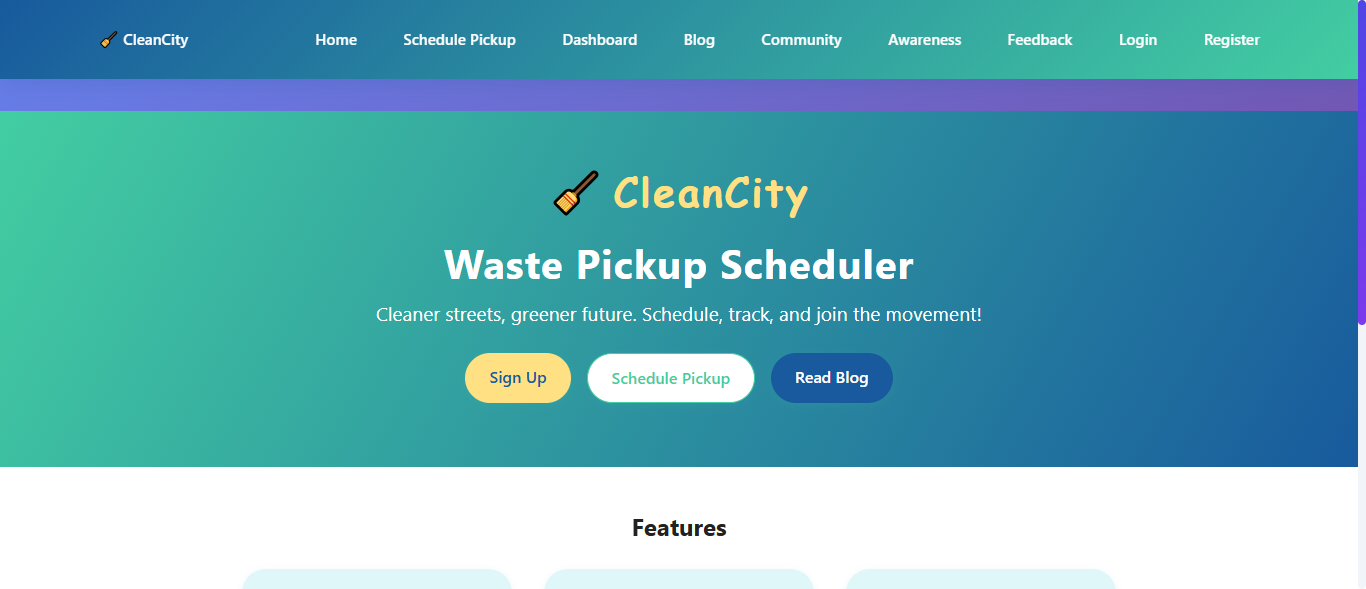 CleanCity Home Schedule Pickup Dashboard Blog Community Awareness Feedback Login Register
CleanCity
Waste Pickup Scheduler
Cleaner streets, greener future. Schedule, track, and join the movement!
Sign Up Schedule Pickup Read Blog
Features